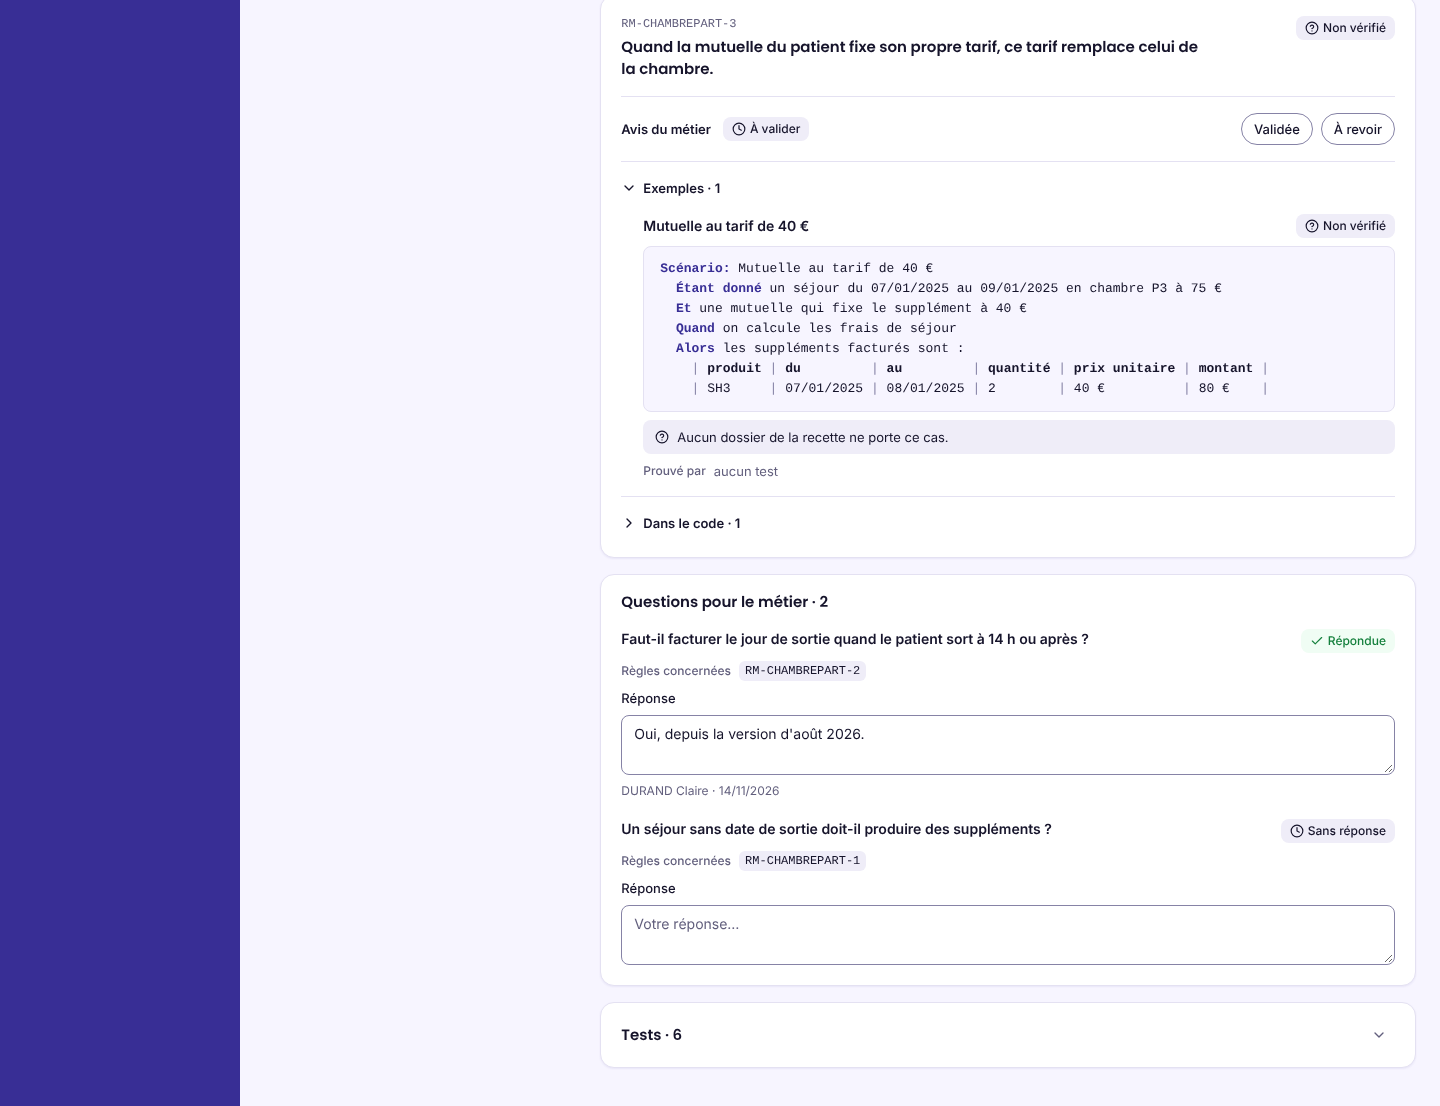 RM-CHAMBREPART-3
Non vérifié
Quand la mutuelle du patient fixe son propre tarif, ce tarif remplace celui de
la chambre.
Avis du métier À valider Validée À revoir
Exemples · 1
Mutuelle au tarif de 40 € Non vérifié
Scénario: Mutuelle au tarif de 40 €
Étant donné un séjour du 07/01/2025 au 09/01/2025 en chambre P3 à 75 €
Et une mutuelle qui fixe le supplément à 40 €
Quand on calcule les frais de séjour
Alors les suppléments facturés sont :
| produit | du | au | quantité | prix unitaire | montant |
| SH3 | 07/01/2025 | 08/01/2025 | 2 | 40 € | 80 € |
Aucun dossier de la recette ne porte ce cas.
Prouvé par aucun test
Dans le code · 1
Questions pour le métier · 2
Faut-il facturer le jour de sortie quand le patient sort à 14 h ou après ? Répondue
Règles concernées RM-CHAMBREPART-2
Réponse
Oui, depuis la version d'août 2026.
DURAND Claire · 14/11/2026
Un séjour sans date de sortie doit-il produire des suppléments ? Sans réponse
Règles concernées RM-CHAMBREPART-1
Réponse
Votre réponse...
Tests · 6